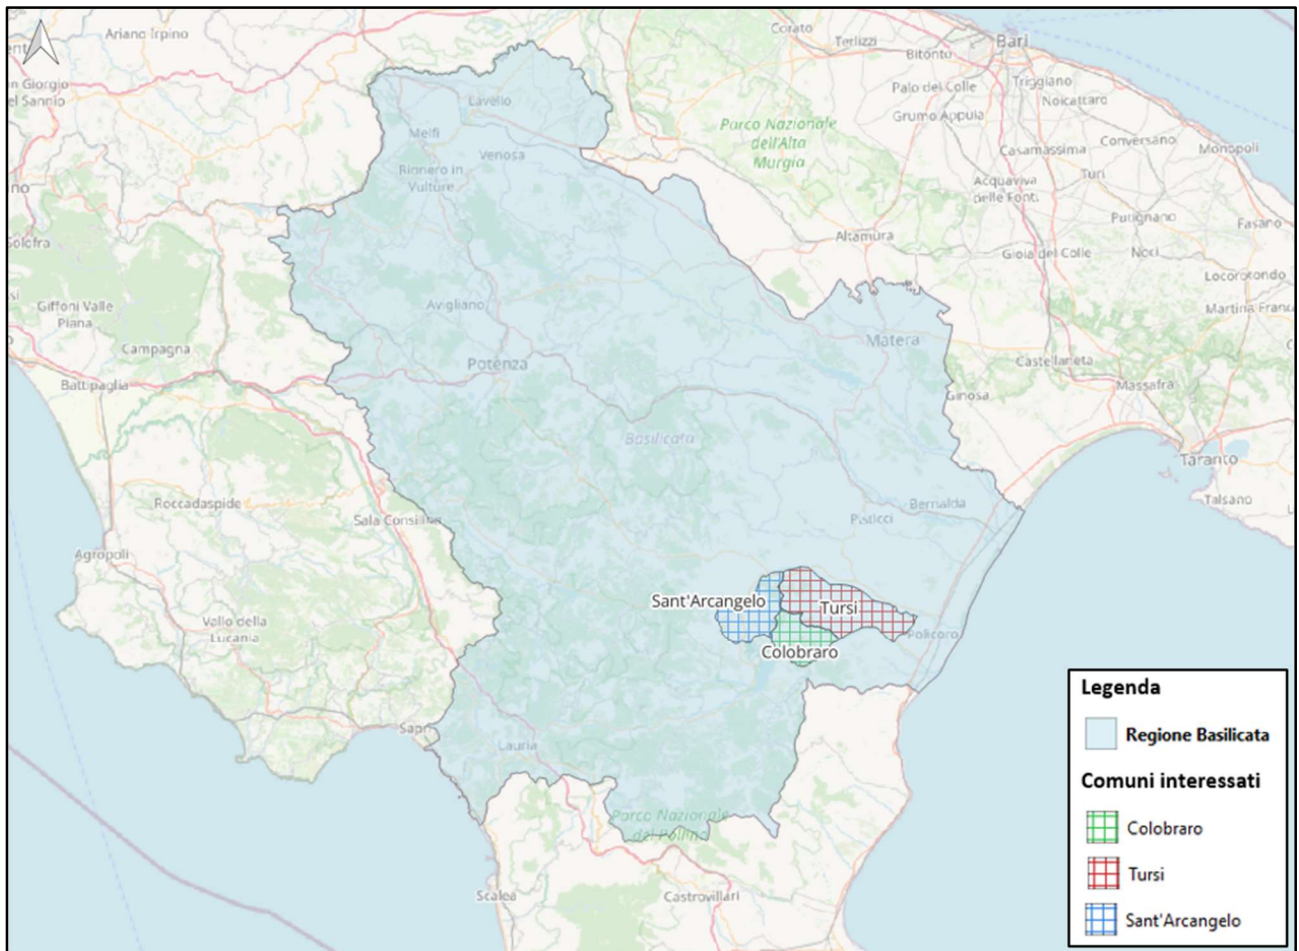 Ariano Irpino
Corato
Terlizzi
Bari
Bitonto
n Giorgio
el Sannio
Palo del Colle
Triggiano
Noicattaro
Lavello
Grumo Appula
Melfi
Parco Nazionale
dell'Alta
Murgia
Casamassima
Conversano
Monopoli
Venosa
Rionero in
Vulture
Acquaviva
delle Fonti
Turi
Putignano
Fasano
Solofra
Altamura
Gioia del Colle
Noci
Locorotondo
Giffoni Valle
Piana
Avigliano
Martina Franc
Campagna
Matera
Potenza
Castellaneta
Battipaglia
Massafra
Ginosa
Basilicata
Taranto
Roccadaspide
Sala Consilina
Bernalda
Pisticci
Talsano
Agropoli
Sant'Arcangelo
Tursi
Vallo della
Lucania
Policoro
Colobraro
Sapri
Lauria
Parco Nazionale
del Pollino
Scalea
Castrovillari
Legenda
Regione Basilicata
Comuni interessati
Colobraro
Tursi
Sant'Arcangelo